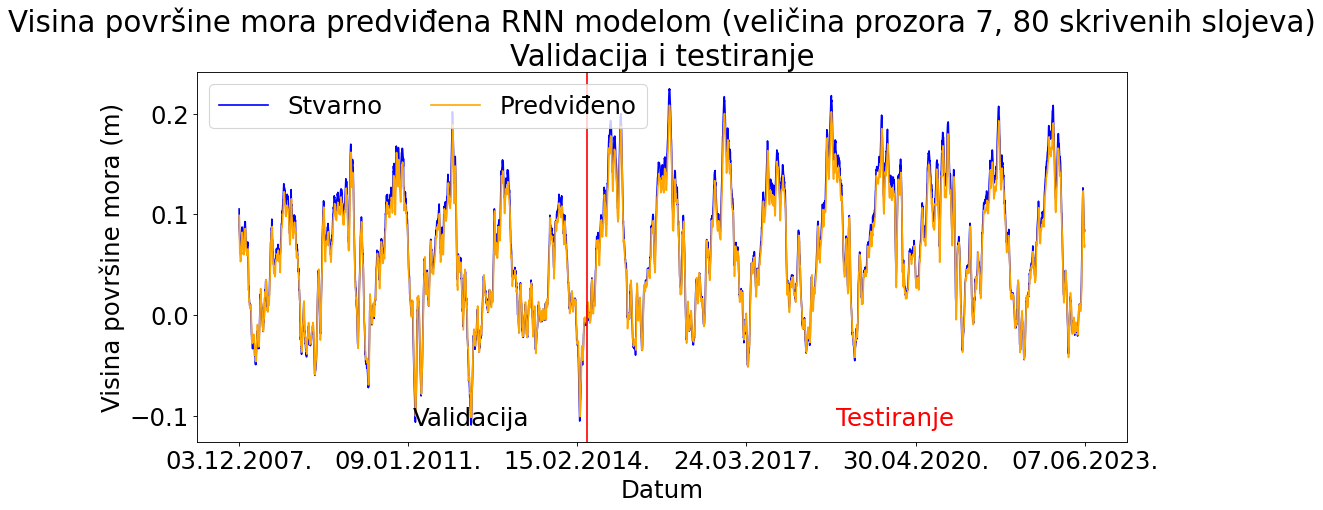 Visina površine mora predviđena RNN modelom (veličina prozora 7, 80 skrivenih slojeva)
Validacija i testiranje
Stvarno
Predviđeno
Visina površine mora (m)
0.2
0.1
0.0
−0.1
Validacija
Testiranje
03.12.2007.
09.01.2011.
15.02.2014.
24.03.2017.
30.04.2020.
07.06.2023.
Datum